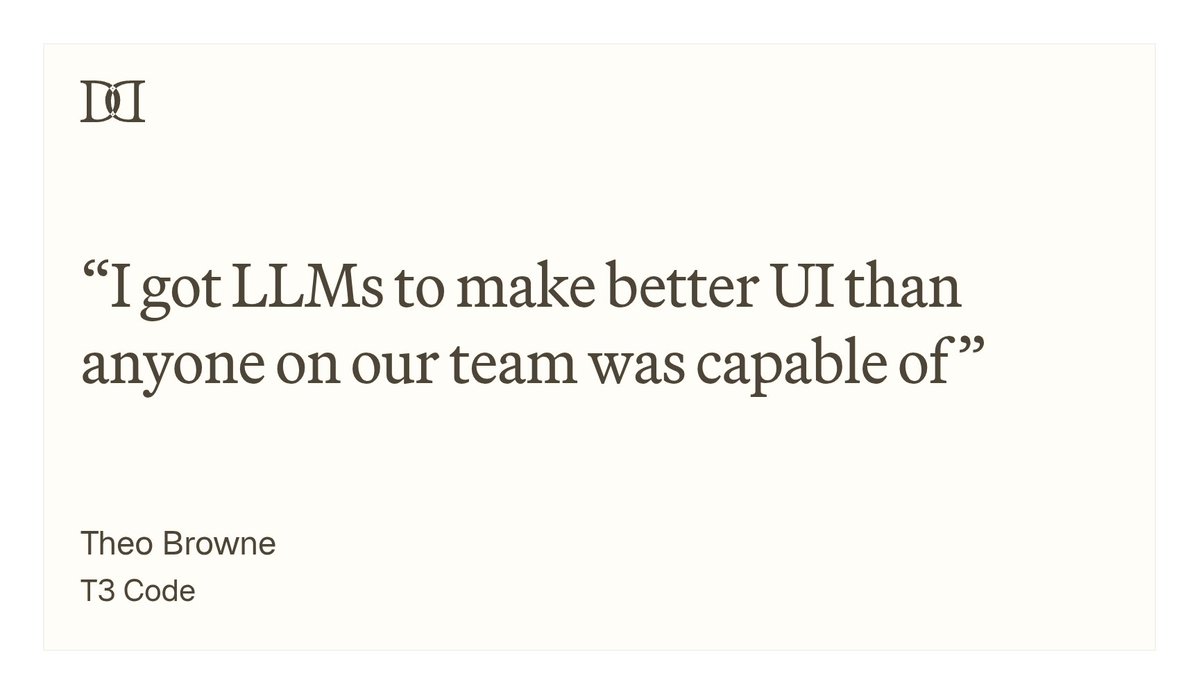 “I got LLMs to make better UI than
anyone on our team was capable of”
Theo Browne
T3 Code